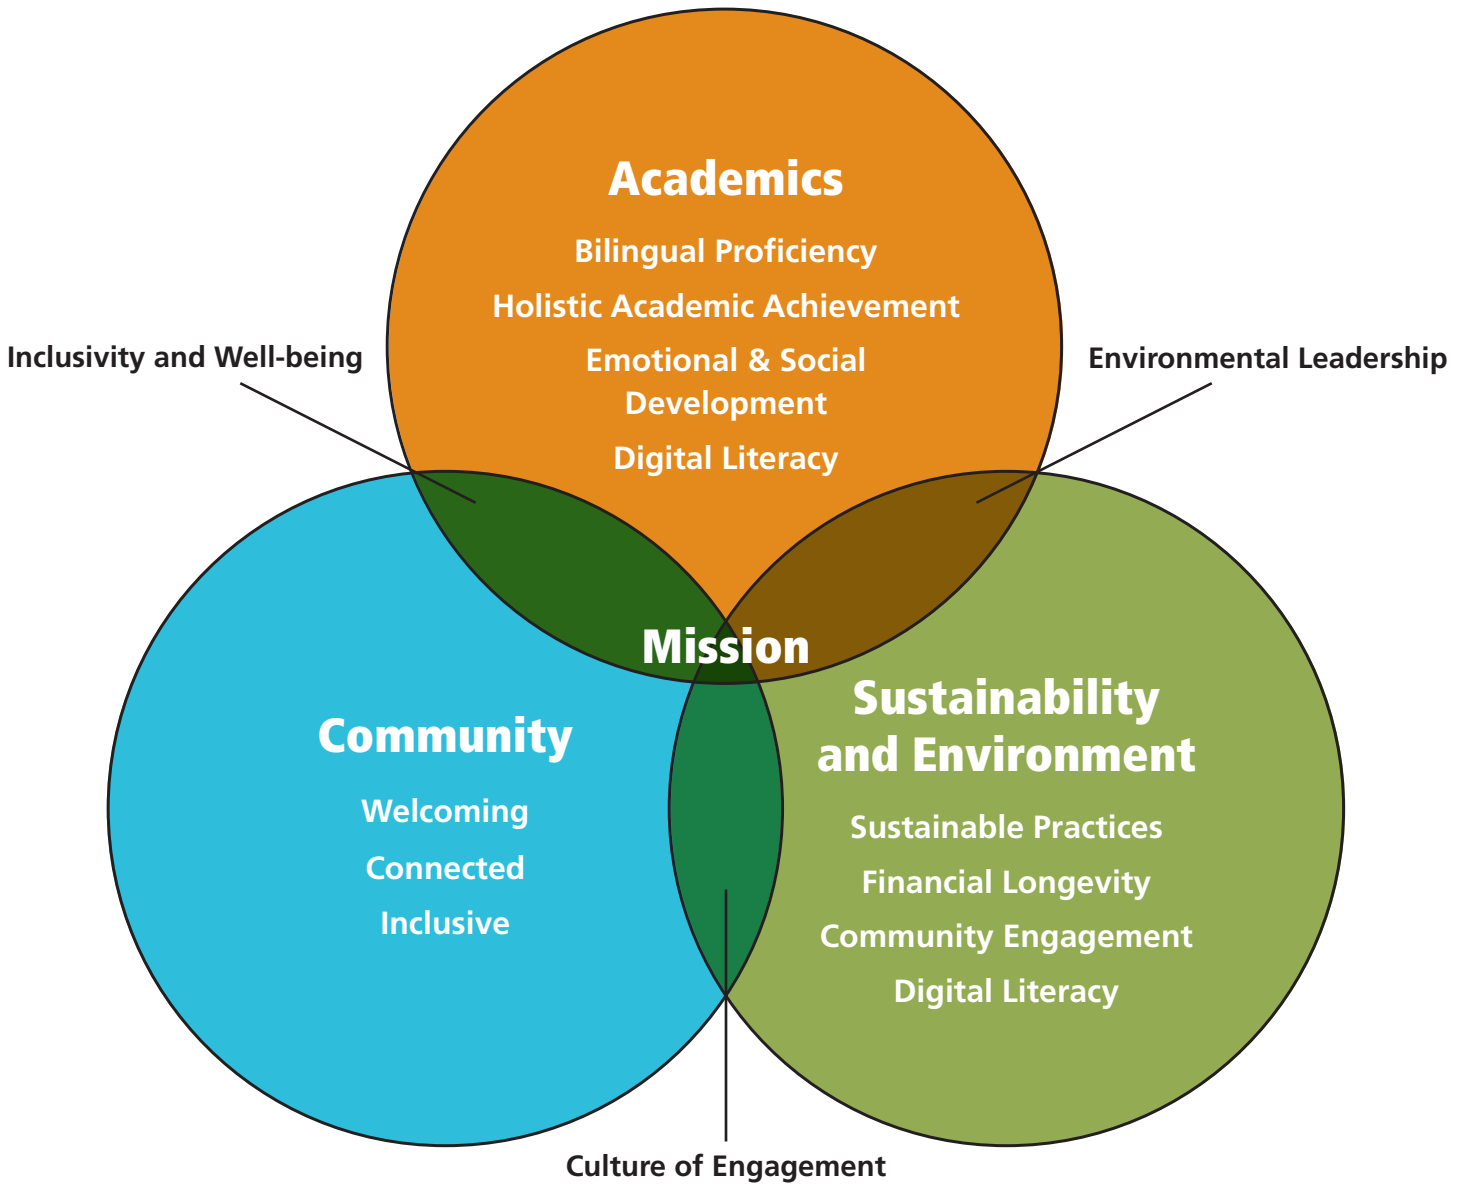 Academics
Bilingual Proficiency
Holistic Academic Achievement
Emotional & Social
Development
Digital Literacy
Inclusivity and Well-being
Environmental Leadership
Mission
Community
Welcoming
Connected
Inclusive
Sustainability
and Environment
Sustainable Practices
Financial Longevity
Community Engagement
Digital Literacy
Culture of Engagement